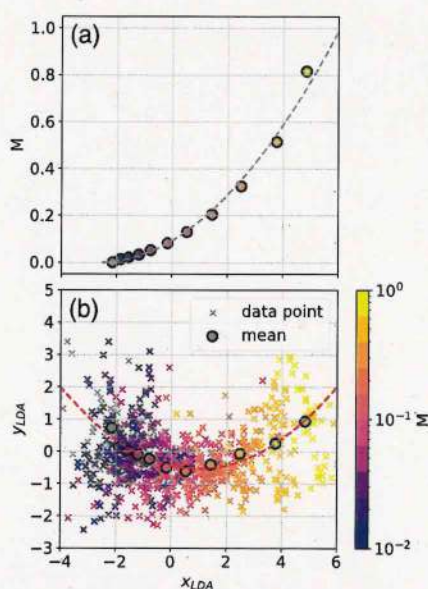 1.0
(a)
0.8
0.6
M
0.4
0.2
0.0
5
(b)
× data point
4
mean
3
2
1
y_LDA
0
−1
−2
−3
−4 −2 0 2 4 6
x_LDA
10^0
10^-1
M
10^-2